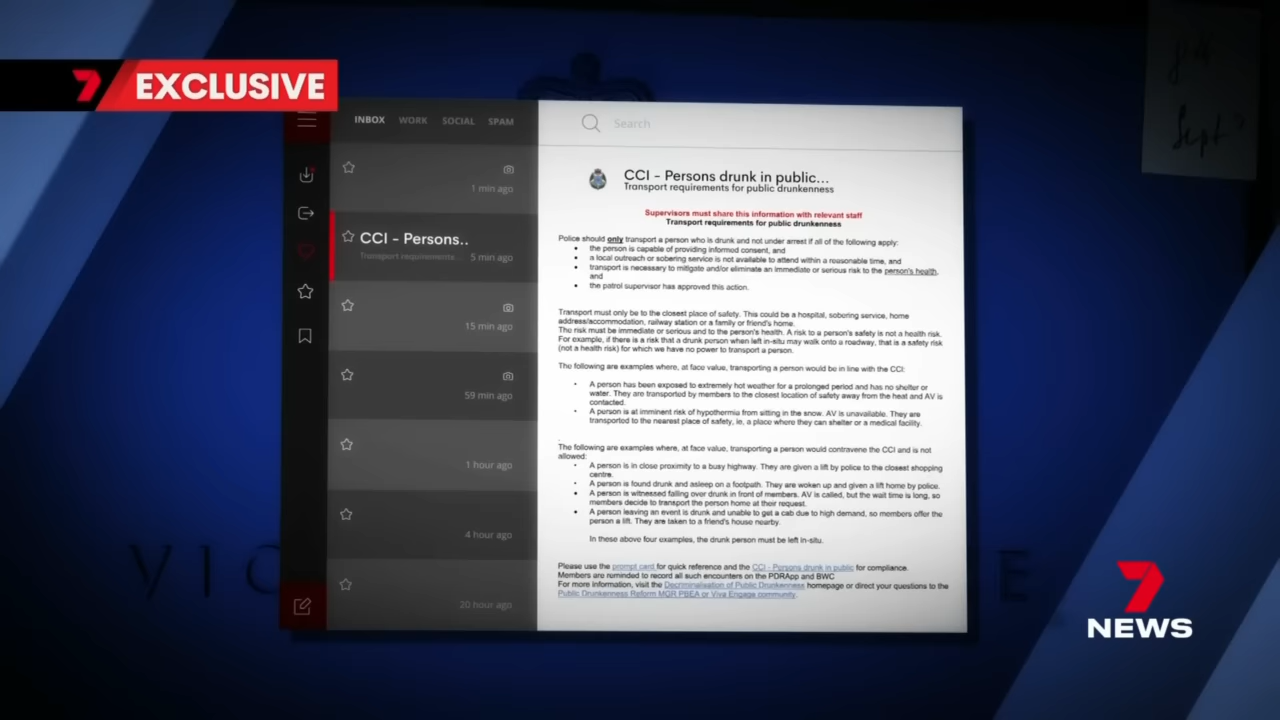 7 EXCLUSIVE
INBOX WORK SOCIAL SPAM
Search
1 min ago
CCI - Persons..
Transport requirements...
5 min ago
15 min ago
59 min ago
1 hour ago
4 hour ago
20 hour ago
CCI - Persons drunk in public...
Transport requirements for public drunkenness
Supervisors must share this information with relevant staff
Transport requirements for public drunkenness
Police should only transport a person who is drunk and not under arrest if all of the following apply:
• the person is capable of providing informed consent, and
• a local outreach or sobering service is not available to attend within a reasonable time, and
• transport is necessary to mitigate and/or eliminate an immediate or serious risk to the person's health,
and
• the patrol supervisor has approved this action.
Transport must only be to the closest place of safety. This could be a hospital, sobering service, home
address/accommodation, railway station or a family or friend's home.
The risk must be immediate or serious and to the person's health. A risk to a person's safety is not a health risk.
For example, if there is a risk that a drunk person when left in-situ may walk onto a roadway, that is a safety risk
(not a health risk) for which we have no power to transport a person.
The following are examples where, at face value, transporting a person would be in line with the CCI:
• A person has been exposed to extremely hot weather for a prolonged period and has no shelter or
water. They are transported by members to the closest location of safety away from the heat and AV is
contacted.
• A person is at imminent risk of hypothermia from sitting in the snow. AV is unavailable. They are
transported to the nearest place of safety, ie, a place where they can shelter or a medical facility.
The following are examples where, at face value, transporting a person would contravene the CCI and is not
allowed:
• A person is in close proximity to a busy highway. They are given a lift by police to the closest shopping
centre.
• A person is found drunk and asleep on a footpath. They are woken up and given a lift home by police.
• A person is witnessed falling over drunk in front of members. AV is called, but the wait time is long, so
members decide to transport the person home at their request.
• A person leaving an event is drunk and unable to get a cab due to high demand, so members offer the
person a lift. They are taken to a friend's house nearby.
In these above four examples, the drunk person must be left in-situ.
Please use the prompt card for quick reference and the CCI - Persons drunk in public for compliance.
Members are reminded to record all such encounters on the PDRApp and BWC
For more information, visit the Decriminalisation of Public Drunkenness homepage or direct your questions to the
Public Drunkenness Reform MGR PBEA or Viva Engage community.
7
NEWS